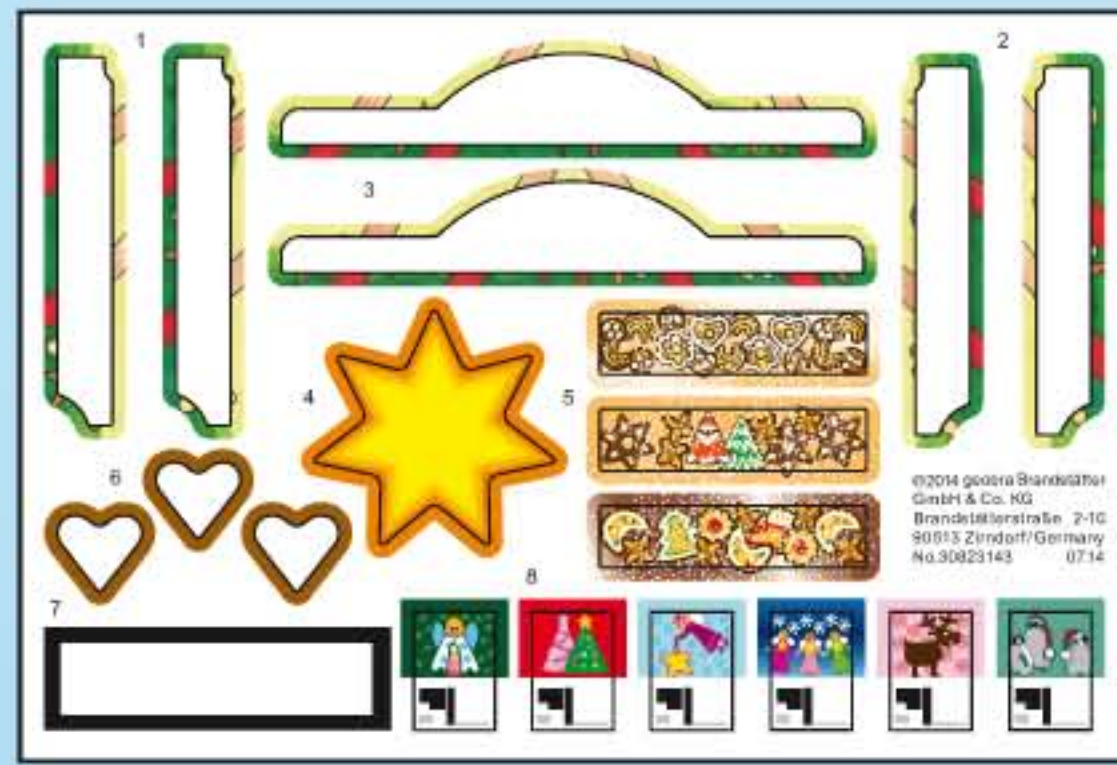 1
2
3
4
5
©2014 geobra Brandstätter
GmbH & Co. KG
Brandstätterstraße 2-10
90513 Zirndorf/Germany
No.30823143 07.14
6
8
7